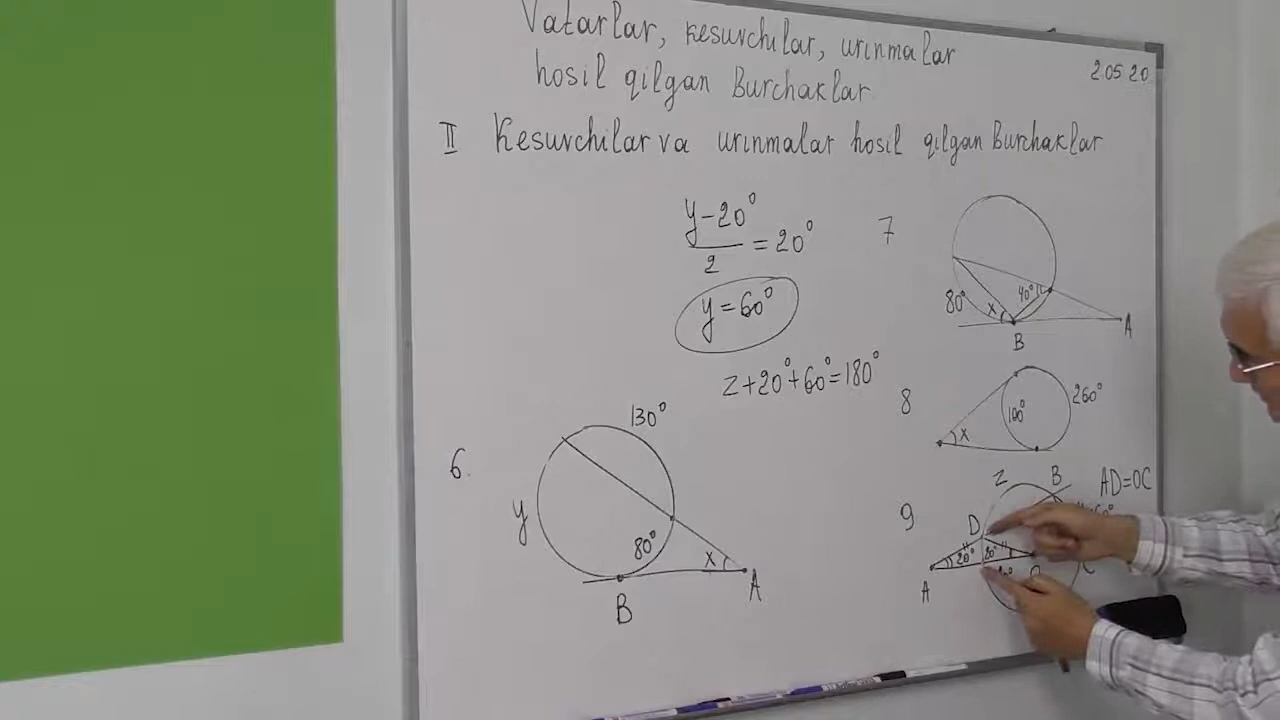 Vatarlar, kesuvchilar, urinmalar
hosil qilgan Burchaklar
2.05 20
II Kesuvchilar va urinmalar hosil qilgan Burchaklar
y-20°
/2 = 20°
y=60°
z+20°+60°=180°
6.
130°
y
80°
x
A
B
7
80°
x
40°
A
B
8
x
100°
260°
9
z
B
AD=OC
D
20°
20°
A